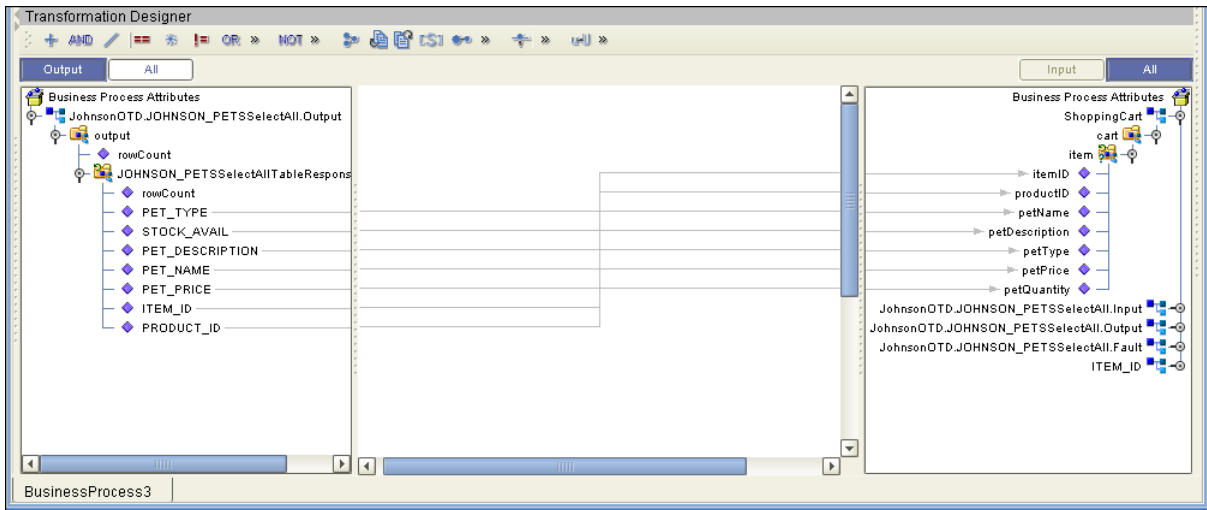 Transformation Designer
AND == != OR » NOT » [S] » » »
Output All Input All
Business Process Attributes
JohnsonOTD.JOHNSON_PETSSelectAll.Output
output
rowCount
JOHNSON_PETSSelectAllTableRespons
rowCount
PET_TYPE
STOCK_AVAIL
PET_DESCRIPTION
PET_NAME
PET_PRICE
ITEM_ID
PRODUCT_ID
Business Process Attributes
ShoppingCart
cart
item
itemID
productID
petName
petDescription
petType
petPrice
petQuantity
JohnsonOTD.JOHNSON_PETSSelectAll.Input
JohnsonOTD.JOHNSON_PETSSelectAll.Output
JohnsonOTD.JOHNSON_PETSSelectAll.Fault
ITEM_ID
BusinessProcess3